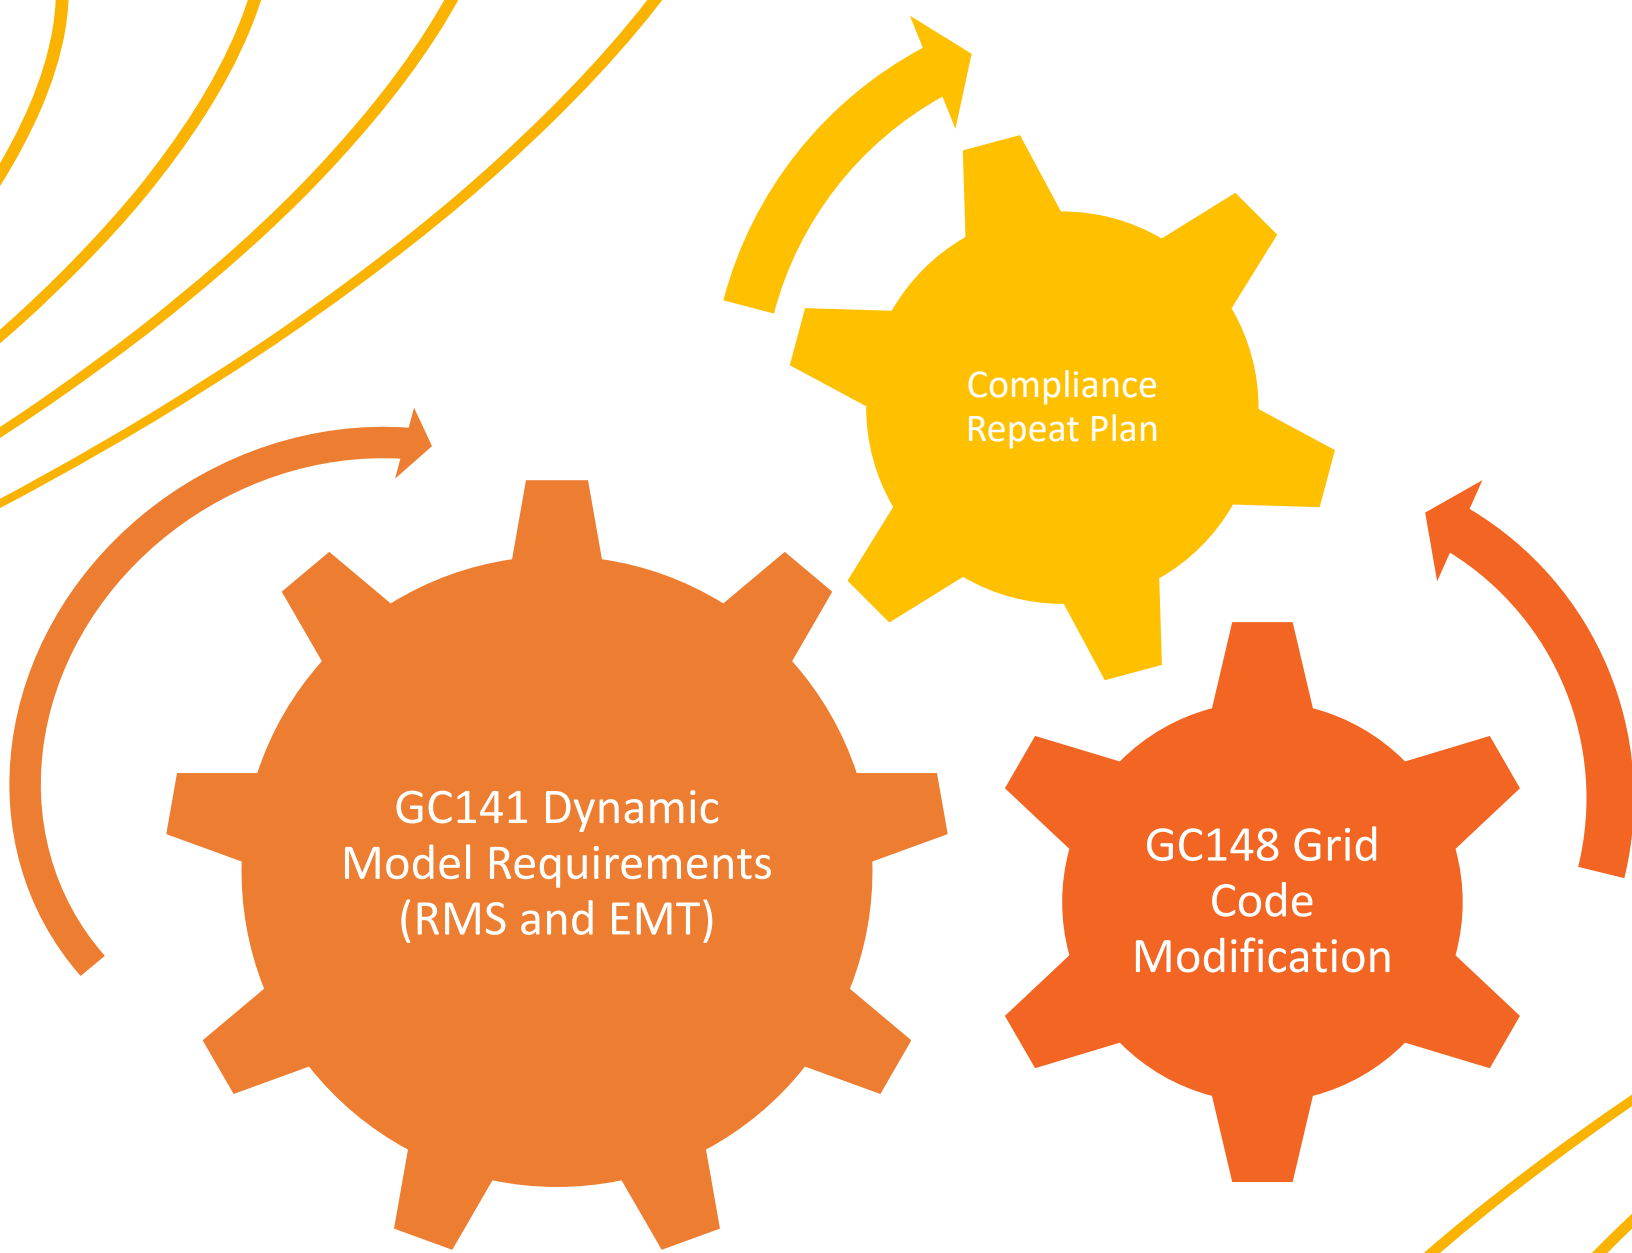 Compliance
Repeat Plan
GC141 Dynamic
Model Requirements
(RMS and EMT)
GC148 Grid
Code
Modification